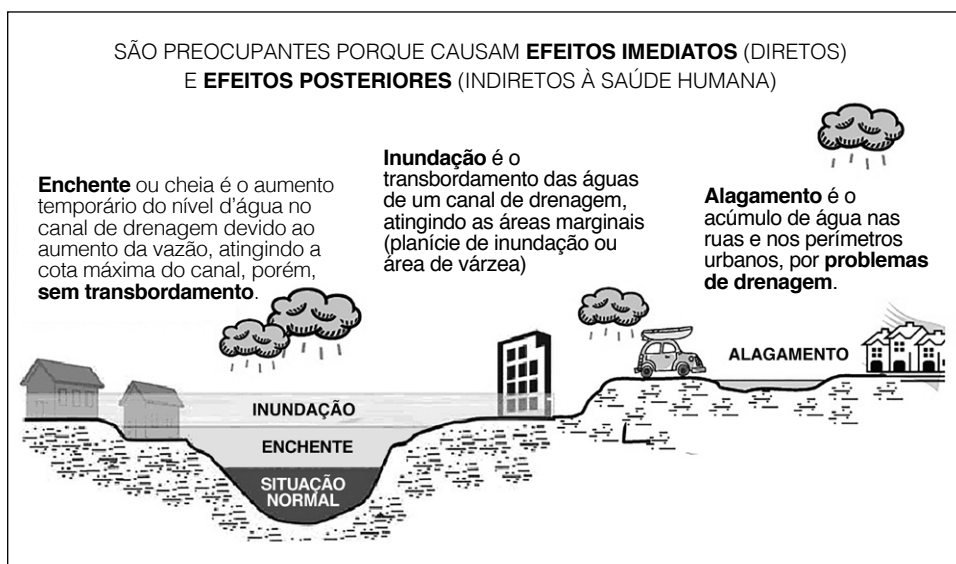 SÃO PREOCUPANTES PORQUE CAUSAM EFEITOS IMEDIATOS (DIRETOS)
E EFEITOS POSTERIORES (INDIRETOS À SAÚDE HUMANA)
Enchente ou cheia é o aumento
temporário do nível d’água no
canal de drenagem devido ao
aumento da vazão, atingindo a
cota máxima do canal, porém,
sem transbordamento.
Inundação é o
transbordamento das águas
de um canal de drenagem,
atingindo as áreas marginais
(planície de inundação ou
área de várzea)
Alagamento é o
acúmulo de água nas
ruas e nos perímetros
urbanos, por problemas
de drenagem.
ALAGAMENTO
INUNDAÇÃO
ENCHENTE
SITUAÇÃO
NORMAL